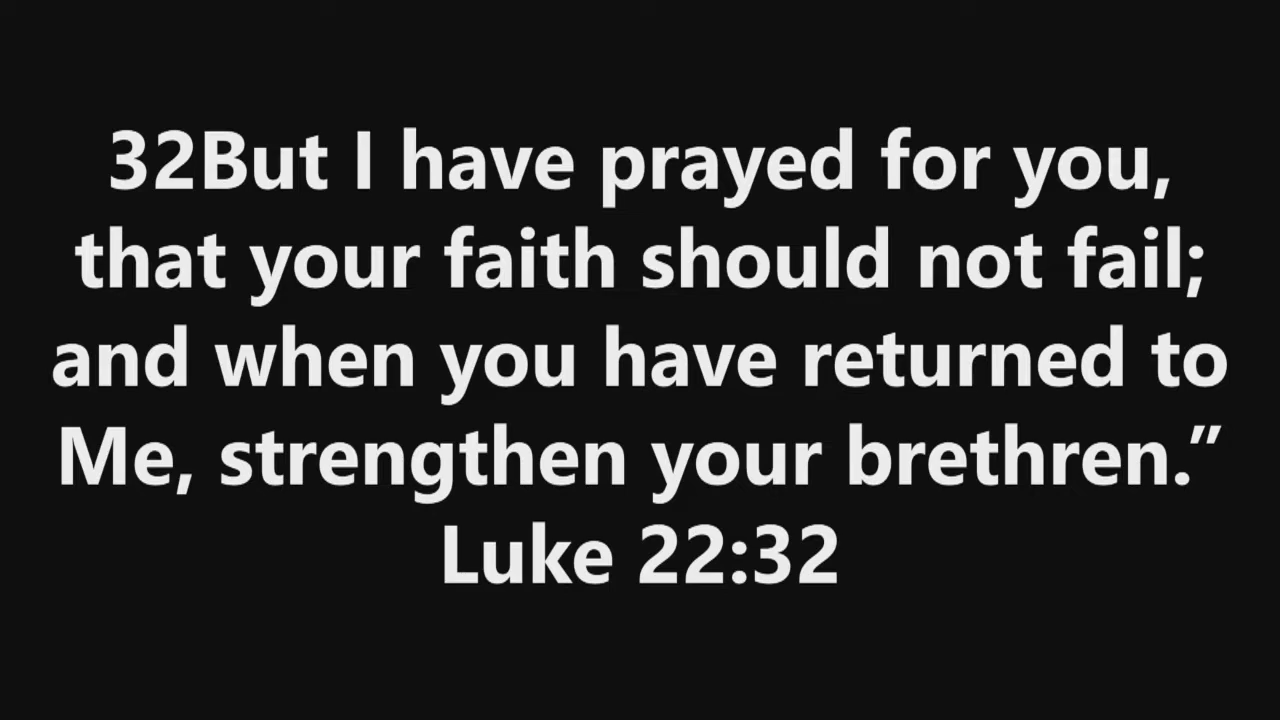 32But I have prayed for you,
that your faith should not fail;
and when you have returned to
Me, strengthen your brethren.”
Luke 22:32